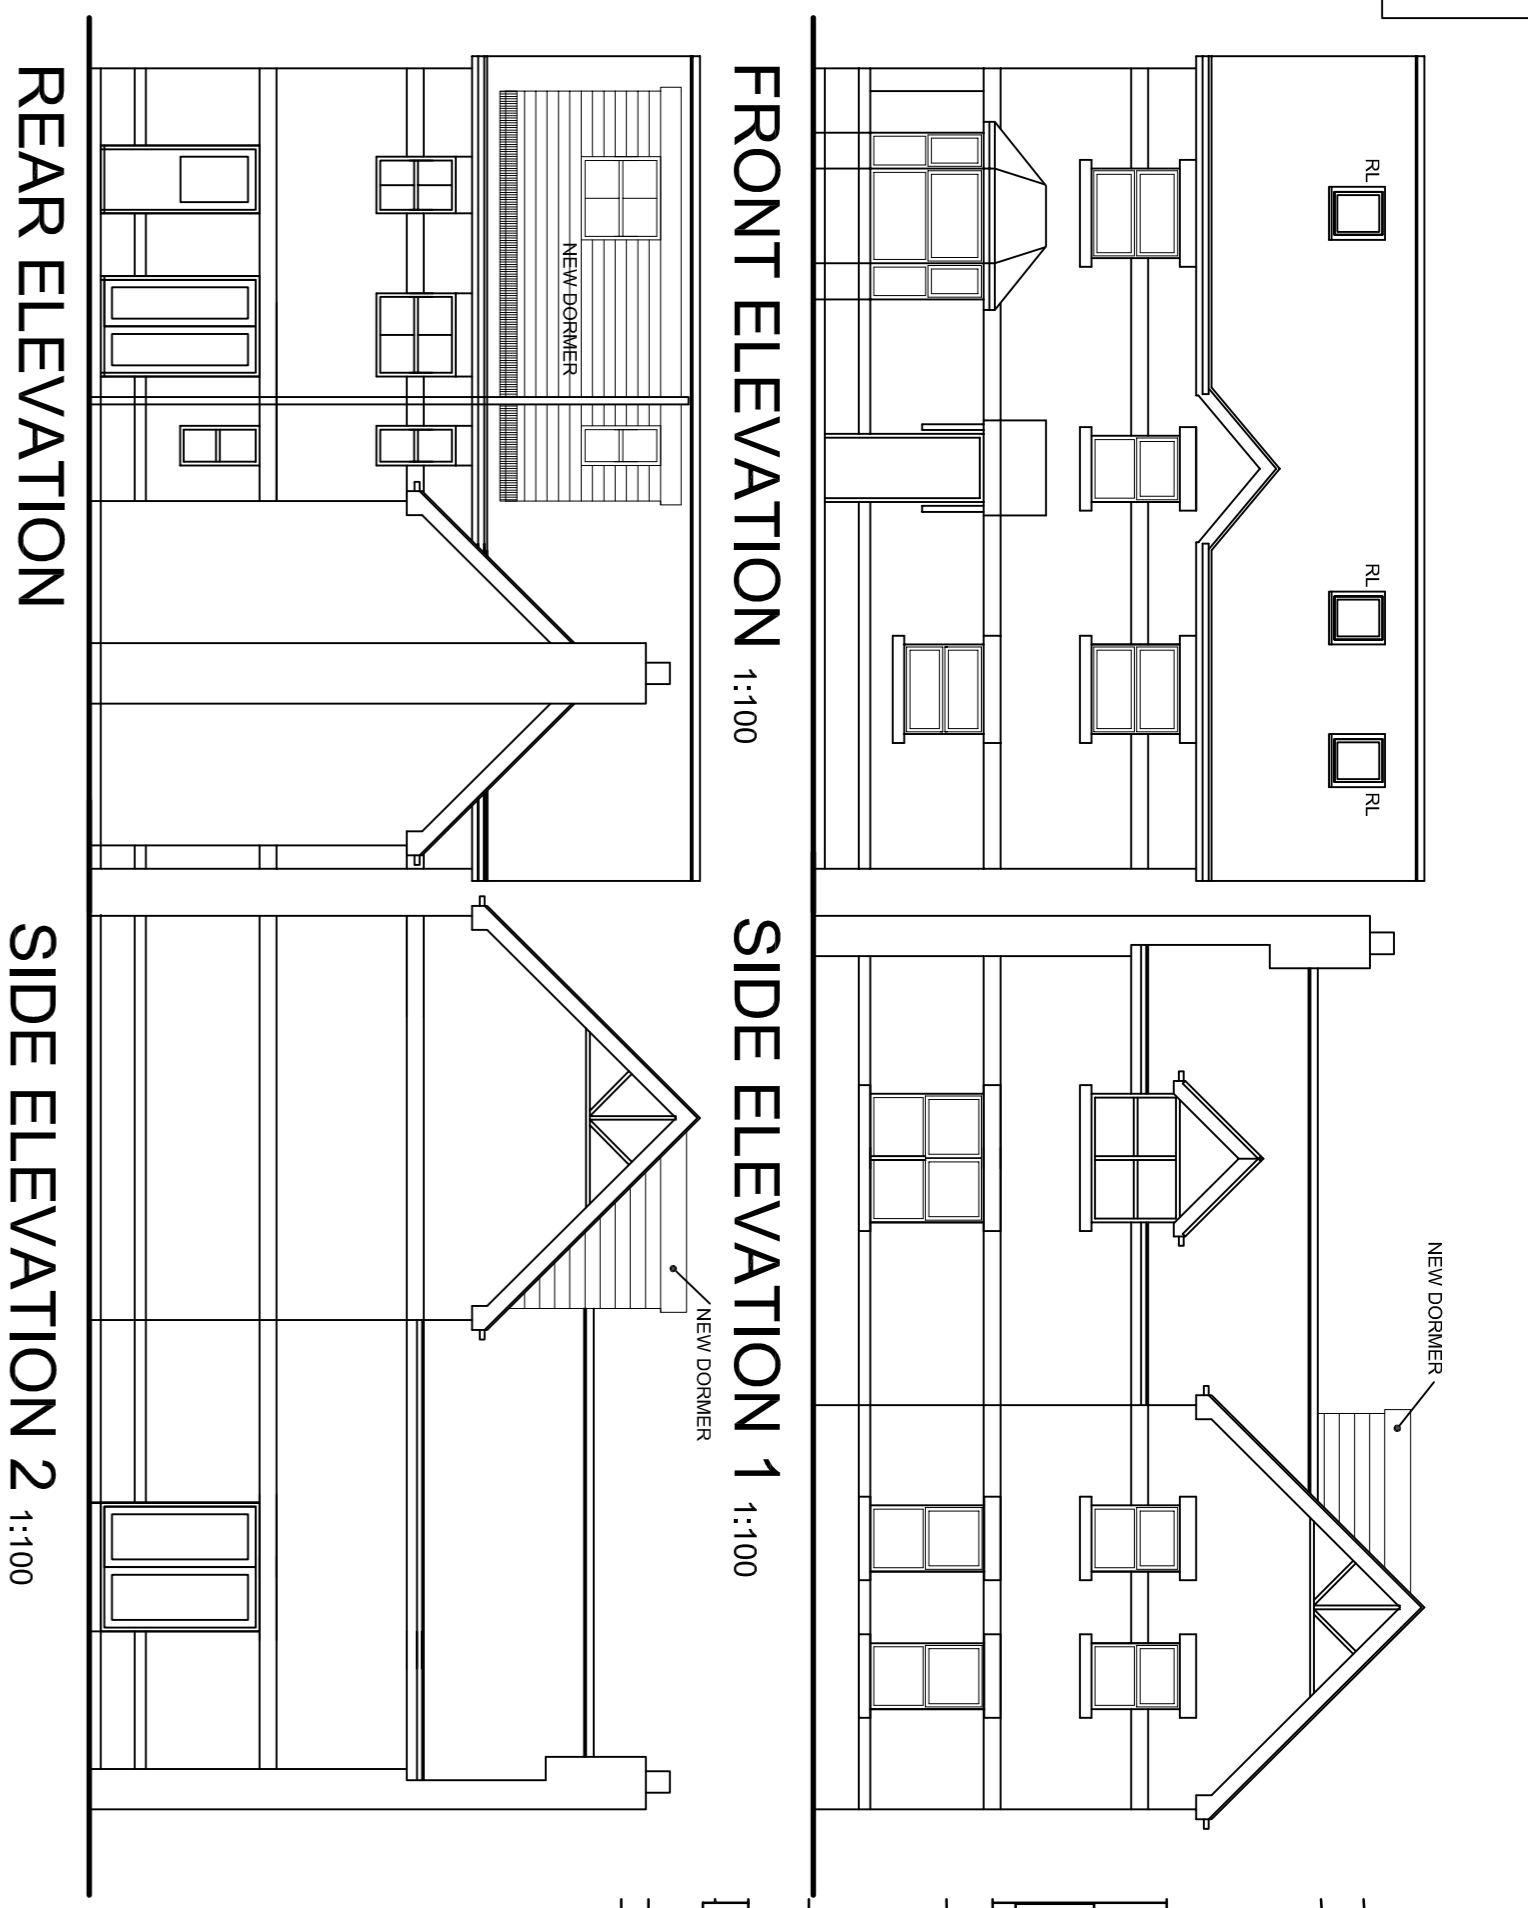 RL
RL
RL
FRONT ELEVATION 1:100
NEW DORMER
SIDE ELEVATION 1 1:100
NEW DORMER
REAR ELEVATION
NEW DORMER
SIDE ELEVATION 2 1:100